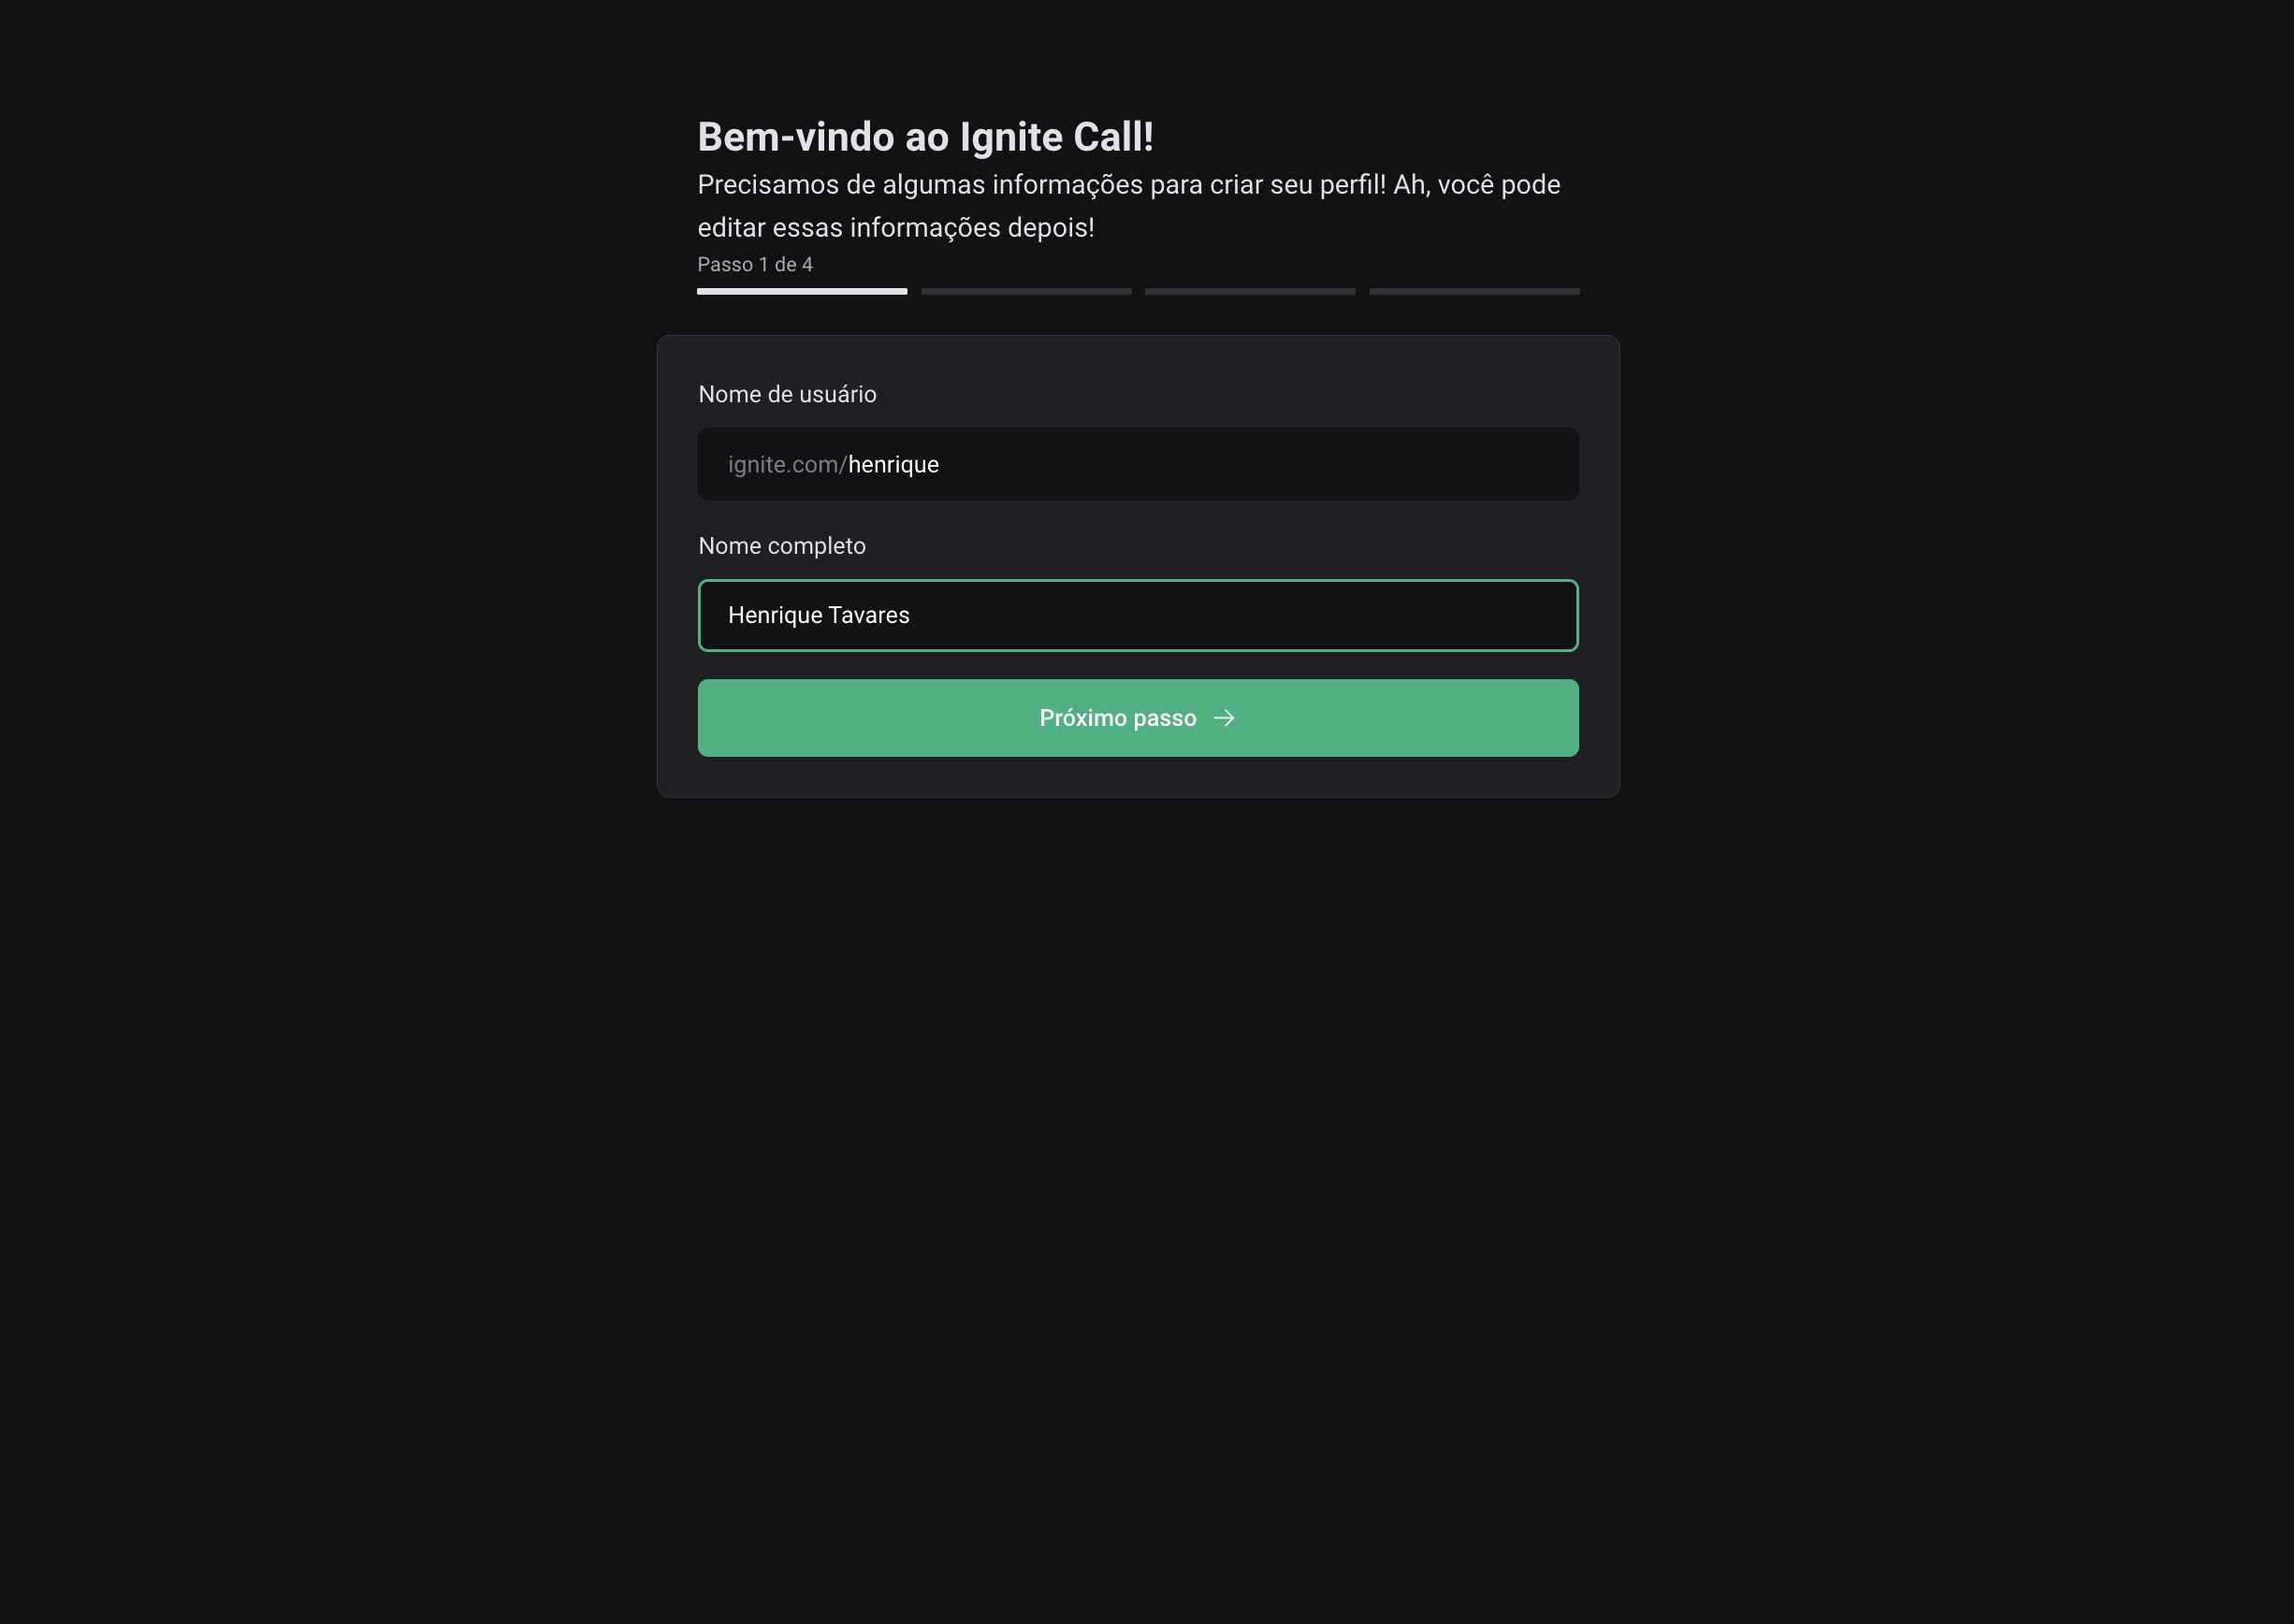 Bem-vindo ao Ignite Call!
Precisamos de algumas informações para criar seu perfil! Ah, você pode
editar essas informações depois!
Passo 1 de 4
Nome de usuário
ignite.com/henrique
Nome completo
Henrique Tavares
Próximo passo